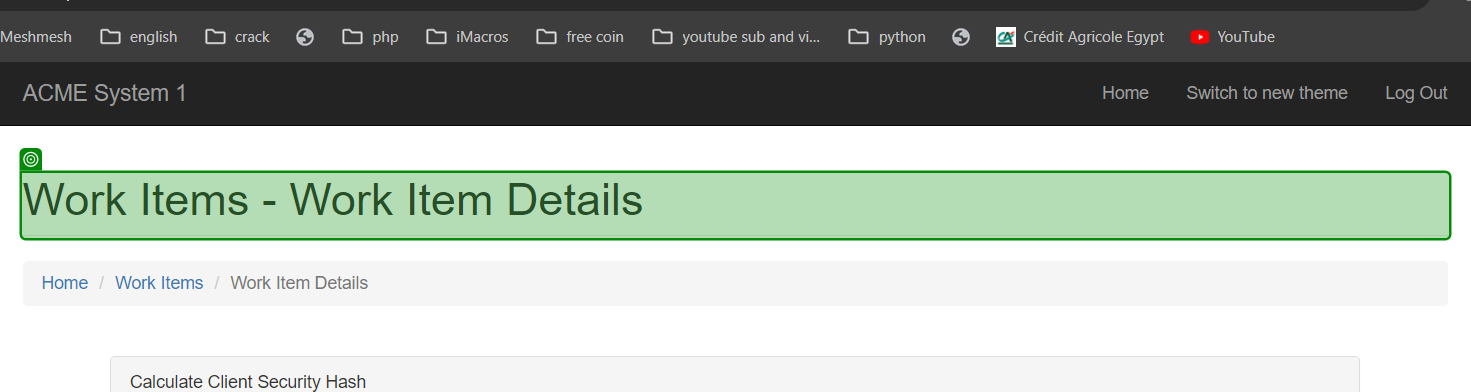 Meshmesh english crack php iMacros free coin youtube sub and vi... python Crédit Agricole Egypt YouTube
ACME System 1 Home Switch to new theme Log Out
Work Items - Work Item Details
Home / Work Items / Work Item Details
Calculate Client Security Hash